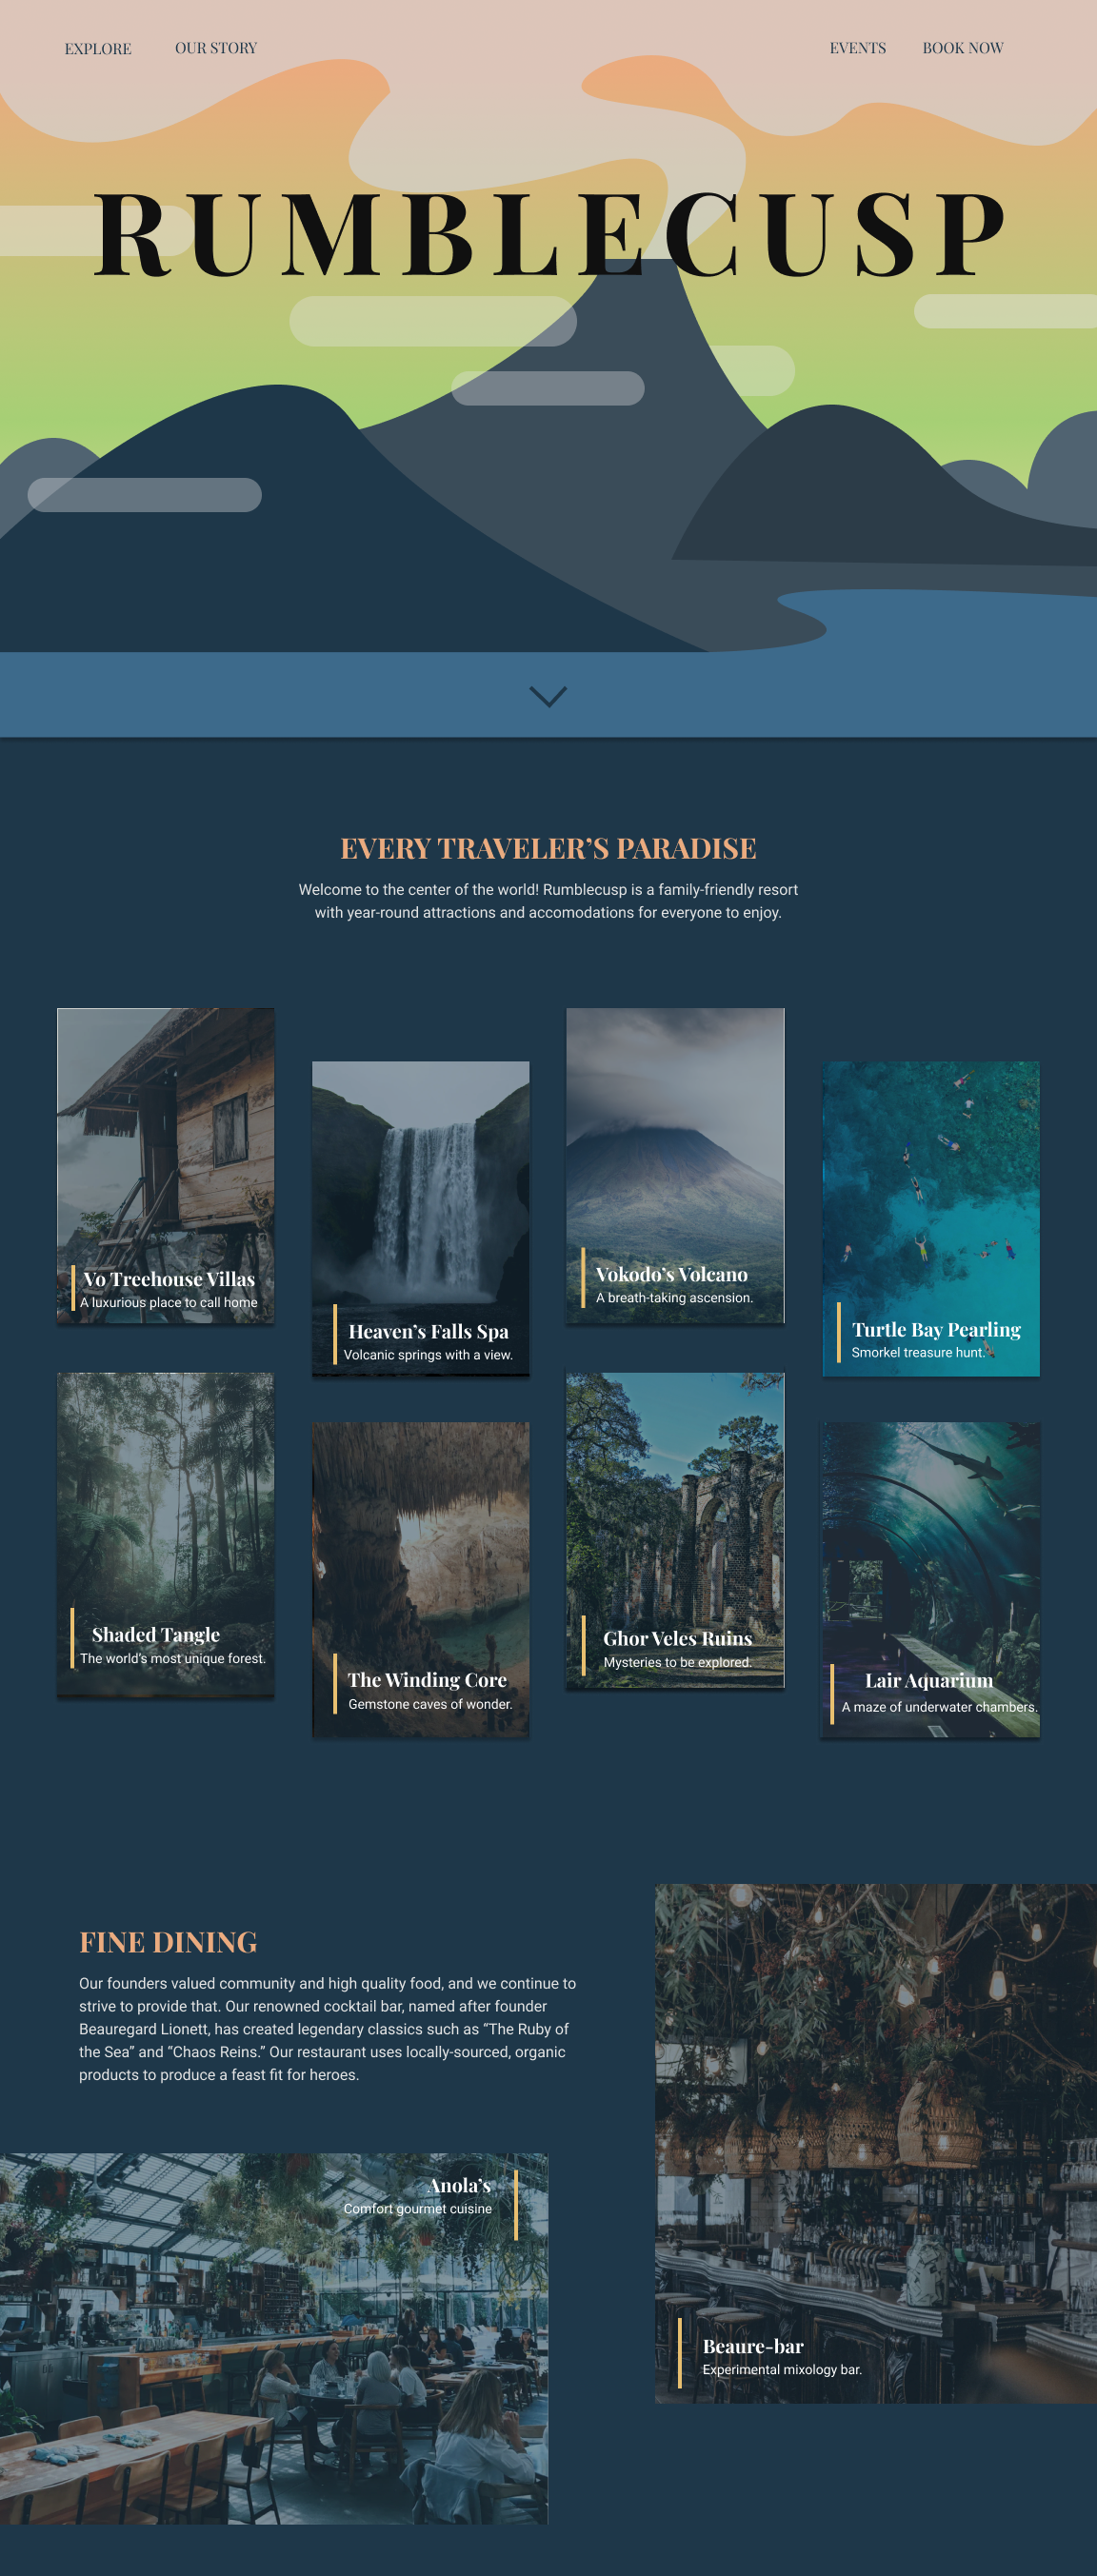 EXPLORE
OUR STORY
EVENTS
BOOK NOW
RUMBLECUSP
EVERY TRAVELER’S PARADISE
Welcome to the center of the world! Rumblecusp is a family-friendly resort
with year-round attractions and accomodations for everyone to enjoy.
Vo Treehouse Villas
A luxurious place to call home
Heaven’s Falls Spa
Volcanic springs with a view.
Vokodo’s Volcano
A breath-taking ascension.
Turtle Bay Pearling
Smorkel treasure hunt.
Shaded Tangle
The world’s most unique forest.
The Winding Core
Gemstone caves of wonder.
Ghor Veles Ruins
Mysteries to be explored.
Lair Aquarium
A maze of underwater chambers.
FINE DINING
Our founders valued community and high quality food, and we continue to
strive to provide that. Our renowned cocktail bar, named after founder
Beauregard Lionett, has created legendary classics such as “The Ruby of
the Sea” and “Chaos Reins.” Our restaurant uses locally-sourced, organic
products to produce a feast fit for heroes.
Anola’s
Comfort gourmet cuisine
Beaure-bar
Experimental mixology bar.